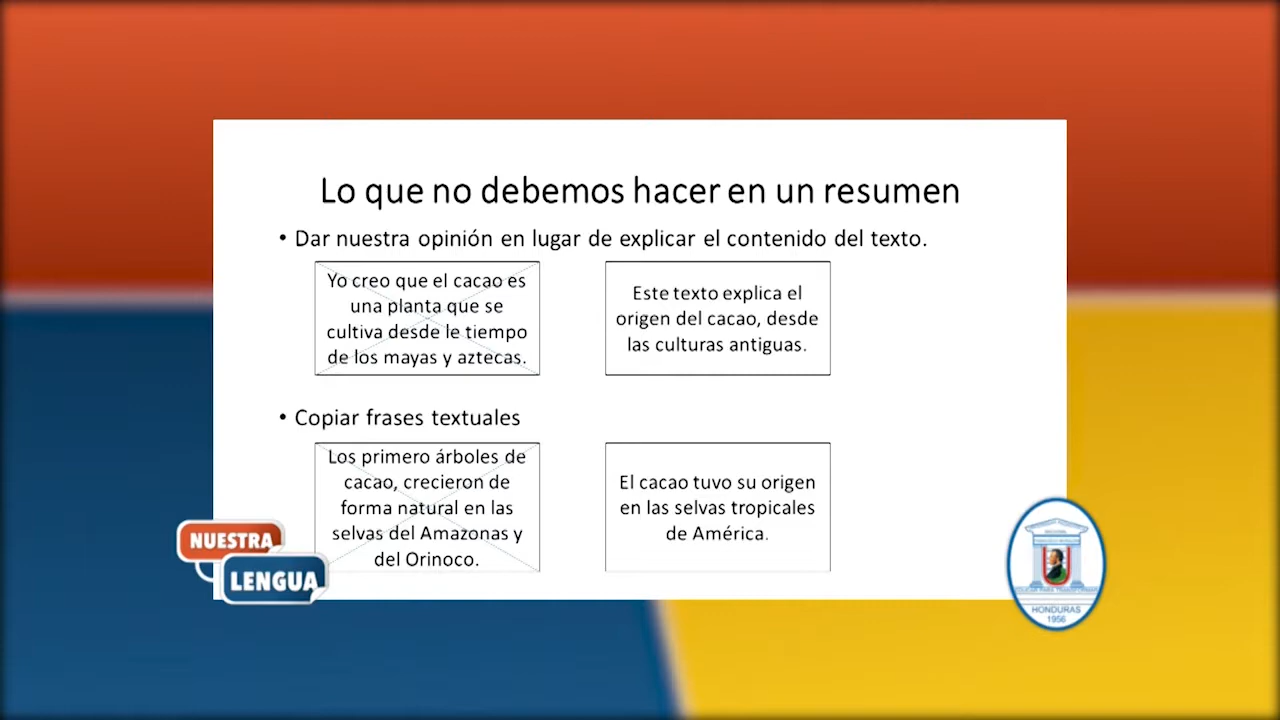 Lo que no debemos hacer en un resumen
• Dar nuestra opinión en lugar de explicar el contenido del texto.
Yo creo que el cacao es
una planta que se
cultiva desde le tiempo
de los mayas y aztecas.
Este texto explica el
origen del cacao, desde
las culturas antiguas.
• Copiar frases textuales
Los primero árboles de
cacao, crecieron de
forma natural en las
selvas del Amazonas y
del Orinoco.
El cacao tuvo su origen
en las selvas tropicales
de América.
NUESTRA
LENGUA
HONDURAS
1956